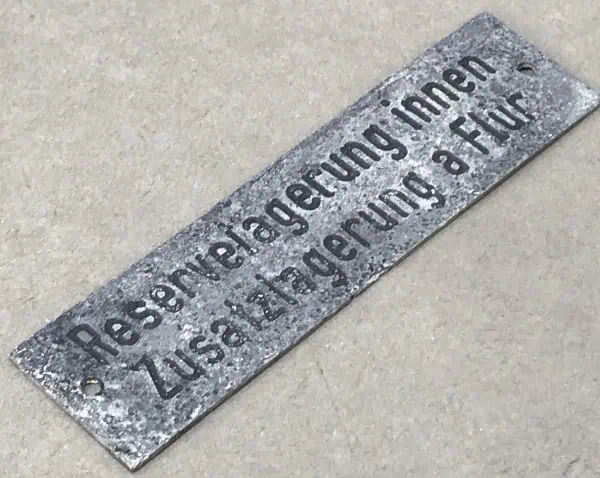 Reservelagerung innen
Zusatzlagerung a Flur